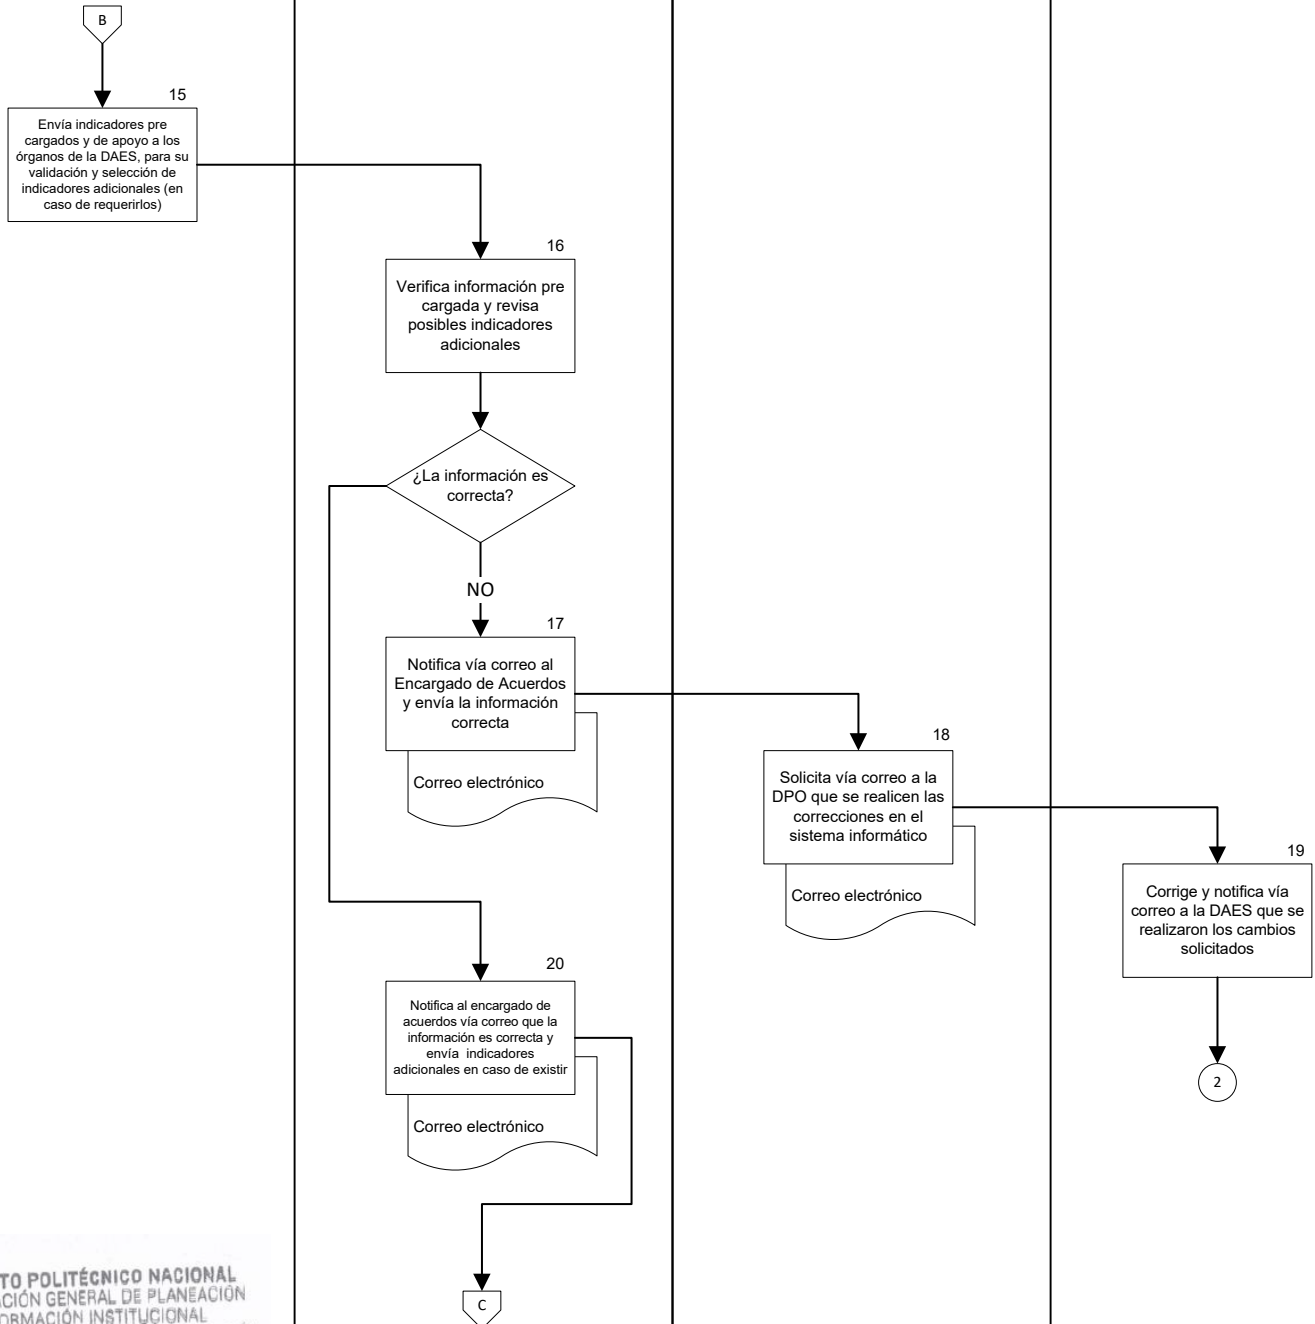 B
15
Envía indicadores pre
cargados y de apoyo a los
órganos de la DAES, para su
validación y selección de
indicadores adicionales (en
caso de requerirlos)
16
Verifica información pre
cargada y revisa
posibles indicadores
adicionales
¿La información es
correcta?
NO
17
Notifica vía correo al
Encargado de Acuerdos
y envía la información
correcta
Correo electrónico
18
Solicita vía correo a la
DPO que se realicen las
correcciones en el
sistema informático
Correo electrónico
19
Corrige y notifica vía
correo a la DAES que se
realizaron los cambios
solicitados
2
20
Notifica al encargado de
acuerdos vía correo que la
información es correcta y
envía indicadores
adicionales en caso de existir
Correo electrónico
C
TO POLITÉCNICO NACIONAL
CIÓN GENERAL DE PLANEACIÓN
ORMACIÓN INSTITUCIONAL